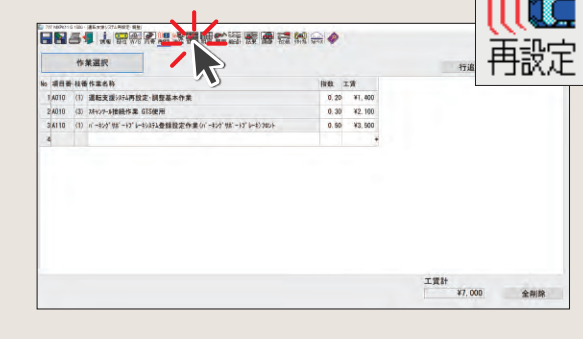 再設定
作業選択
行追
No 項目番 枝番 作業名称 指数 工賃
1 A010 (1) 運転支援ｼｽﾃﾑ再設定・調整基本作業 0.20 ¥1,400
2 A010 (3) ｽｷｬﾝﾂｰﾙ接続作業 GTS使用 0.30 ¥2,100
3 A110 (1) ﾊﾟｰｷﾝｸﾞｻﾎﾟｰﾄﾌﾞﾚｰｷｼｽﾃﾑ登録設定作業(ﾊﾟｰｷﾝｸﾞｻﾎﾟｰﾄﾌﾞﾚｰｷ)ﾌﾛﾝﾄ 0.50 ¥3,500
4
工賃計
¥7,000 全削除